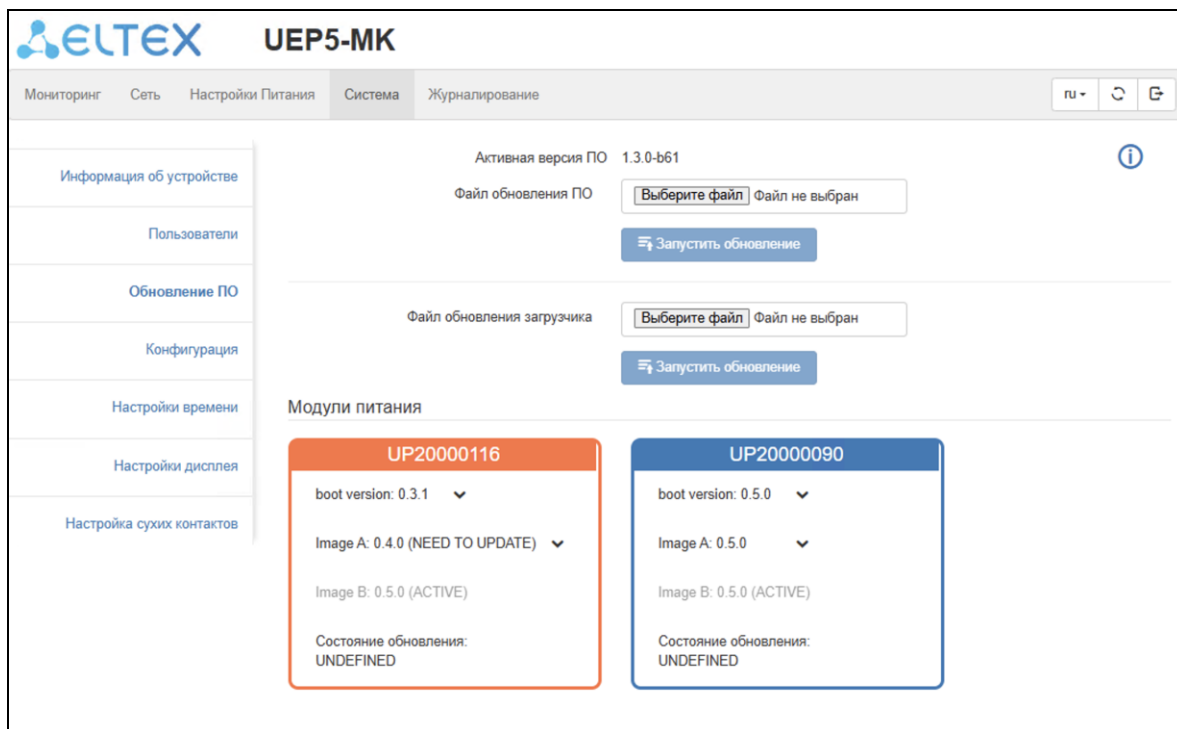 ELTEX UEP5-MK
Мониторинг Сеть Настройки Питания Система Журналирование ru
Информация об устройстве
Пользователи
Обновление ПО
Конфигурация
Настройки времени
Настройки дисплея
Настройка сухих контактов
Активная версия ПО 1.3.0-b61
Файл обновления ПО Выберите файл Файл не выбран
Запустить обновление
Файл обновления загрузчика Выберите файл Файл не выбран
Запустить обновление
Модули питания
UP20000116
boot version: 0.3.1
Image A: 0.4.0 (NEED TO UPDATE)
Image B: 0.5.0 (ACTIVE)
Состояние обновления:
UNDEFINED
UP20000090
boot version: 0.5.0
Image A: 0.5.0
Image B: 0.5.0 (ACTIVE)
Состояние обновления:
UNDEFINED